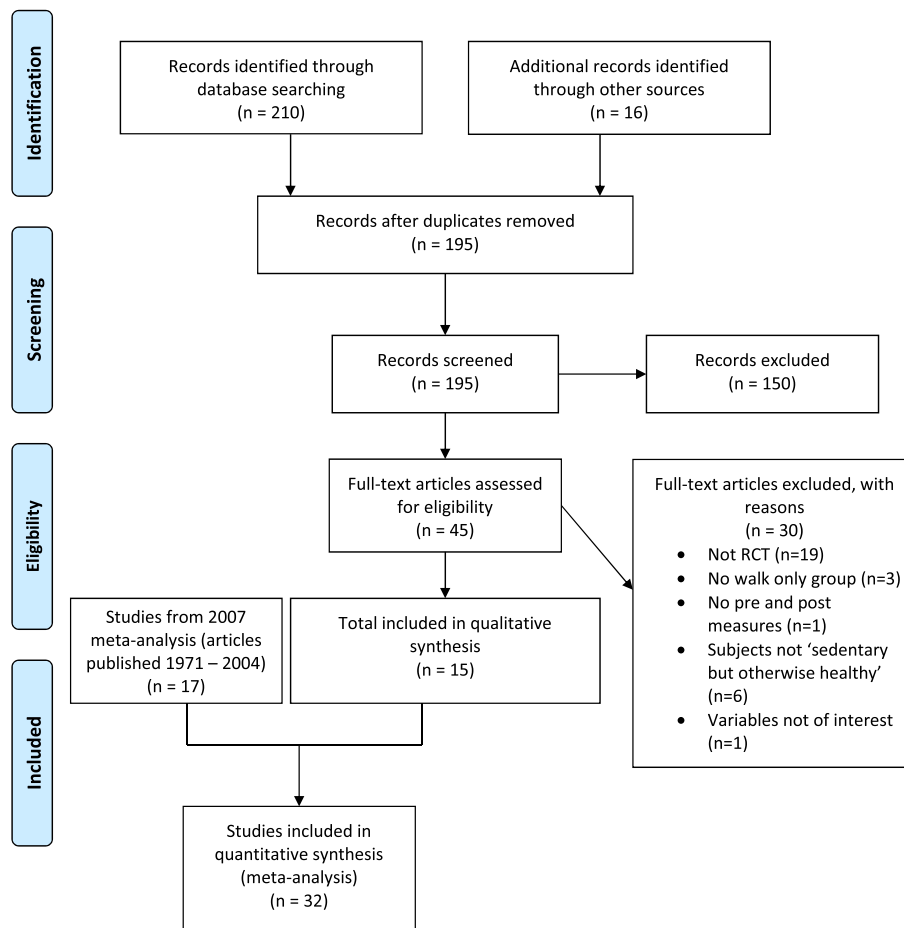 Identification
Records identified through
database searching
(n = 210)
Additional records identified
through other sources
(n = 16)
Records after duplicates removed
(n = 195)
Screening
Records screened
(n = 195)
Records excluded
(n = 150)
Eligibility
Full-text articles assessed
for eligibility
(n = 45)
Full-text articles excluded, with
reasons
(n = 30)
• Not RCT (n=19)
• No walk only group (n=3)
• No pre and post
measures (n=1)
• Subjects not ‘sedentary
but otherwise healthy’
(n=6)
• Variables not of interest
(n=1)
Studies from 2007
meta-analysis (articles
published 1971 – 2004)
(n = 17)
Total included in qualitative
synthesis
(n = 15)
Included
Studies included in
quantitative synthesis
(meta-analysis)
(n = 32)